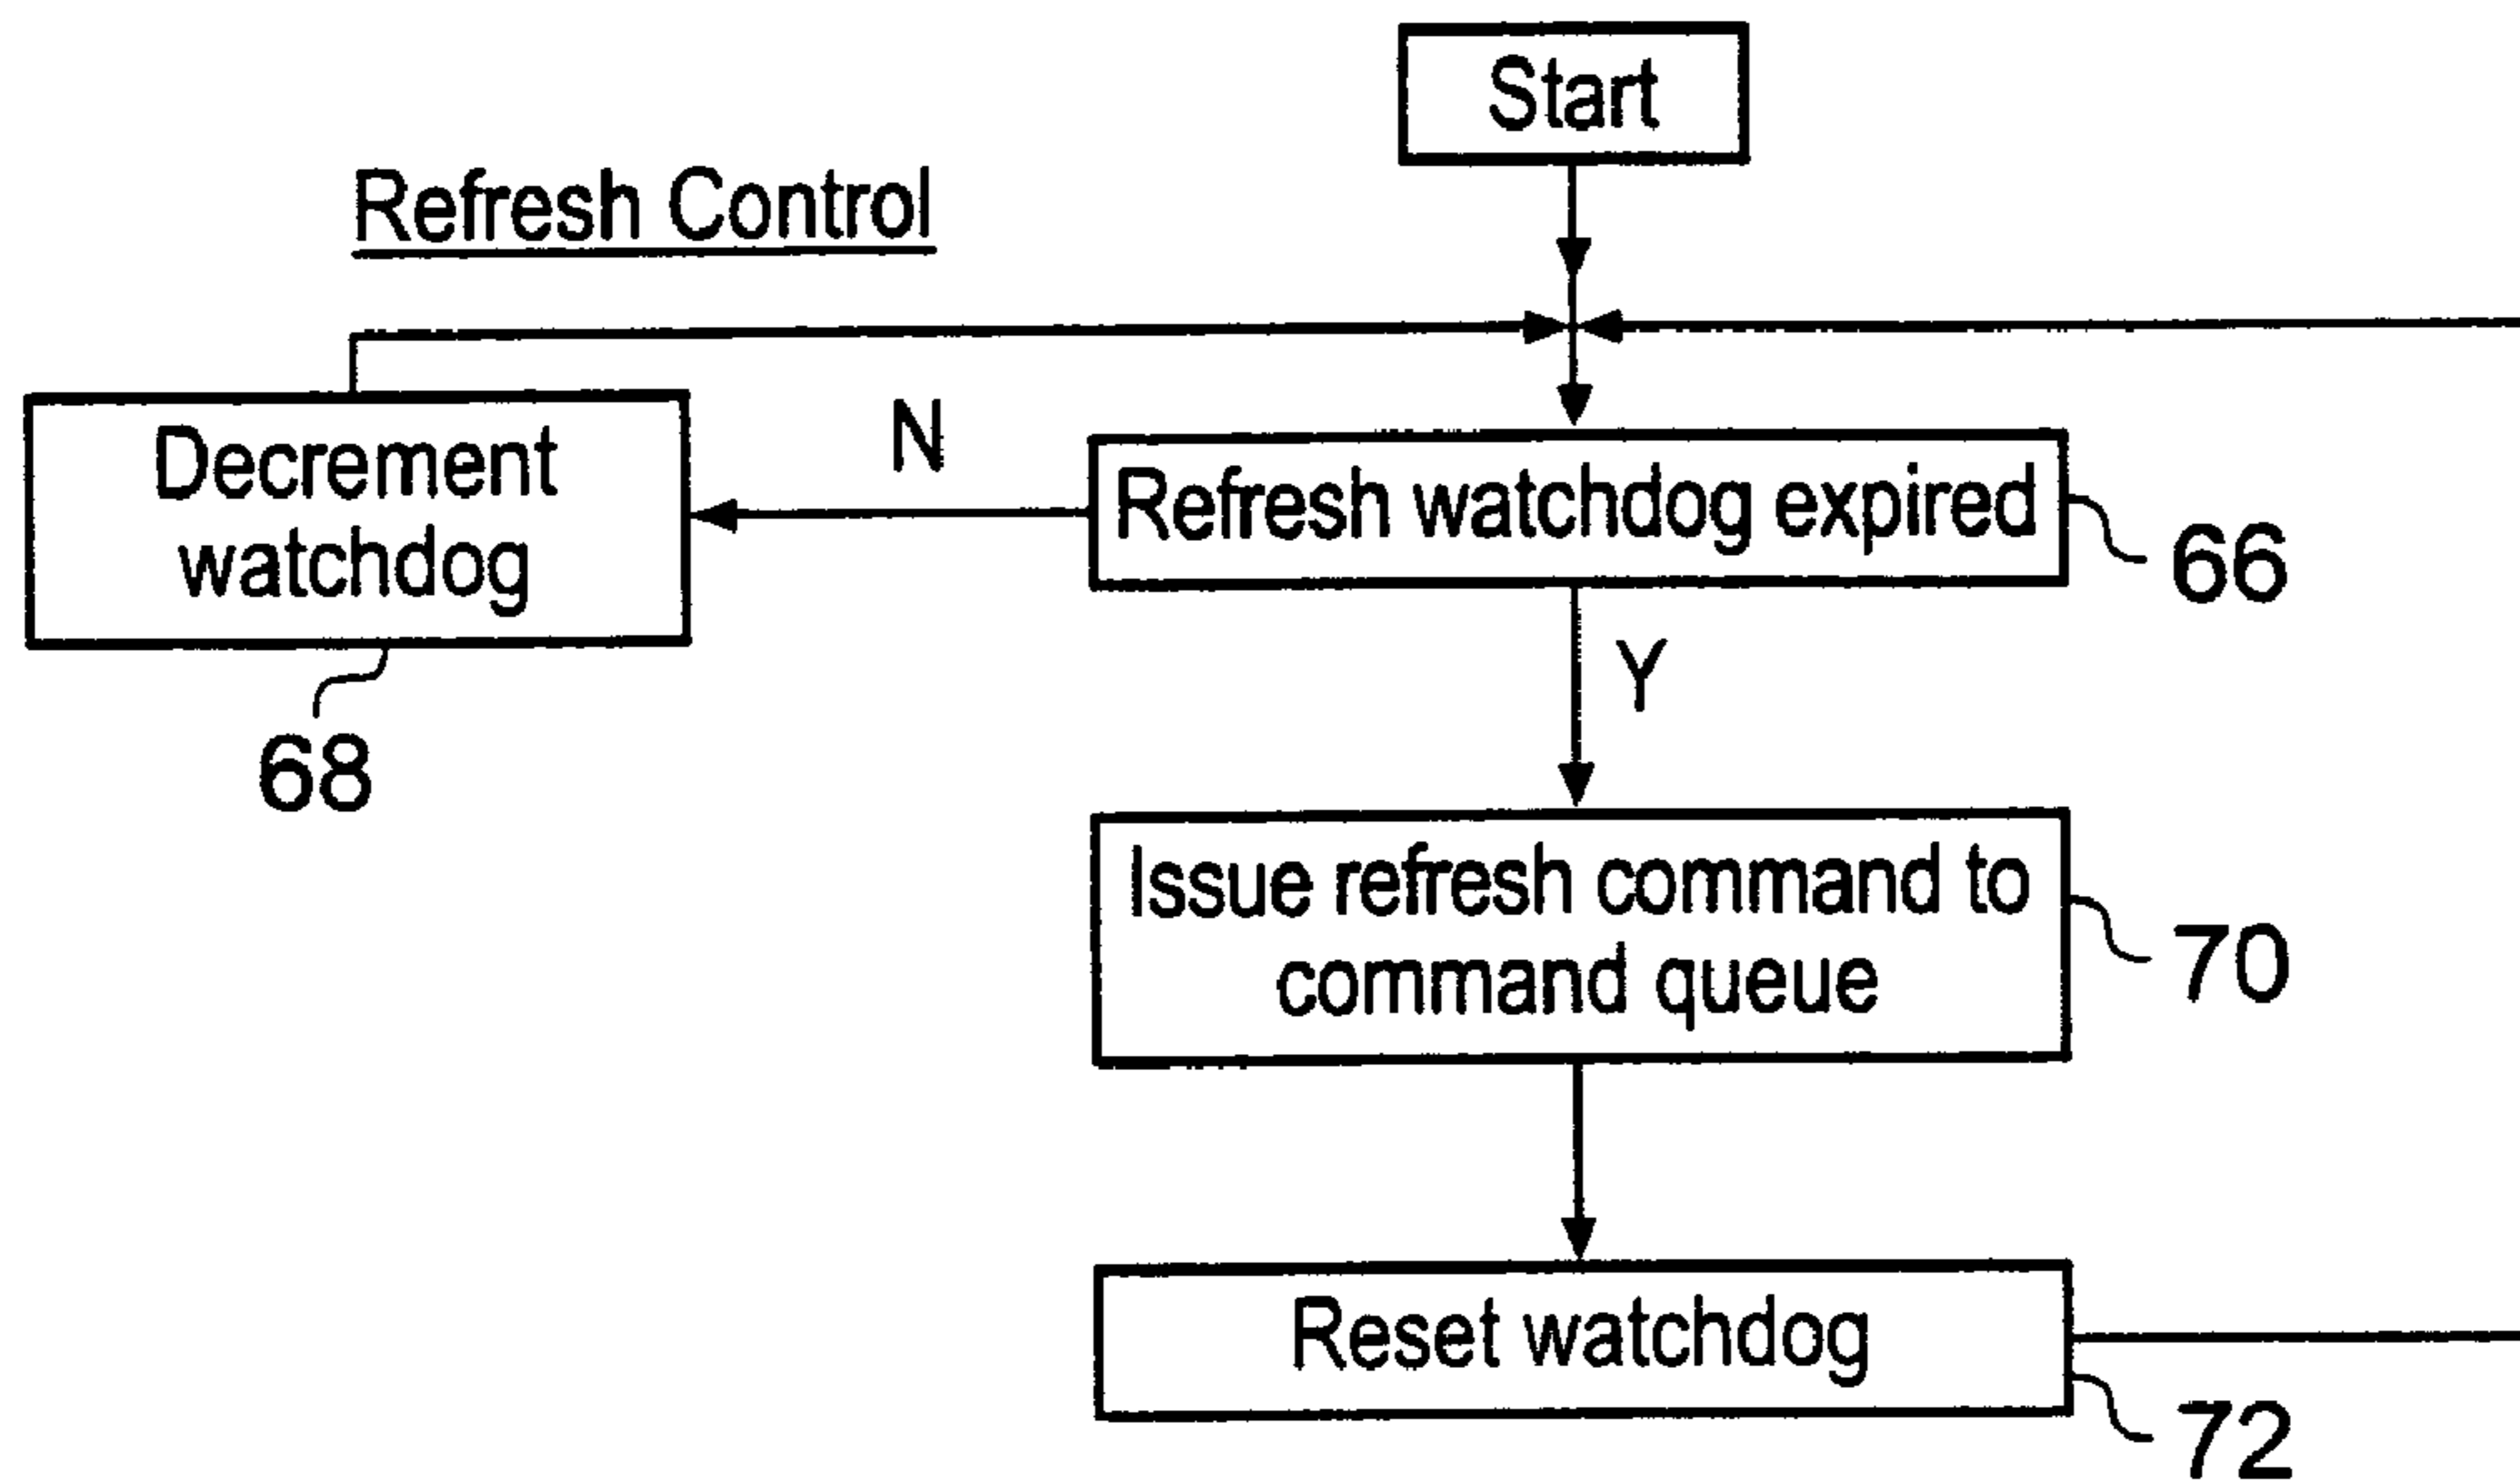 Start
Refresh Control
Decrement
watchdog
N
Refresh watchdog expired
66
Y
68
Issue refresh command to
command queue
70
Reset watchdog
72